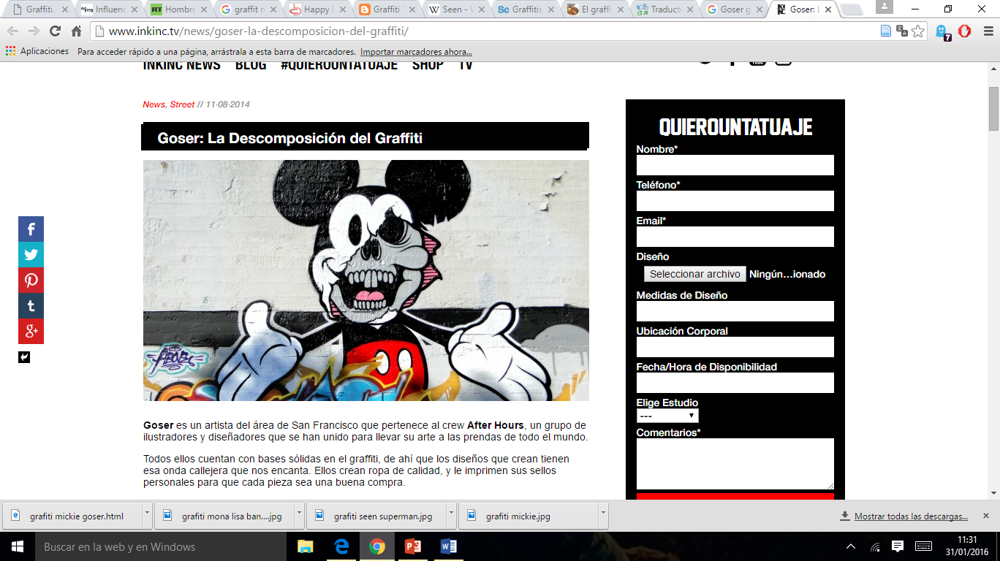 Graffiti
Influenc
RT Hombre
graffit m
Happy
Graffiti
W Seen -
Sc Graffitis
El graffi
Traducto
Goser g
Goser: l
www.inkinc.tv/news/goser-la-descomposicion-del-graffiti/
7
Aplicaciones Para acceder rápido a una página, arrástrala a esta barra de marcadores. Importar marcadores ahora...
INKINC NEWS BLOG #QUIEROUNTATUAJE SHOP TV
News, Street // 11-08-2014
Goser: La Descomposición del Graffiti
Goser es un artista del área de San Francisco que pertenece al crew After Hours, un grupo de
ilustradores y diseñadores que se han unido para llevar su arte a las prendas de todo el mundo.
Todos ellos cuentan con bases sólidas en el graffiti, de ahí que los diseños que crean tienen
esa onda callejera que nos encanta. Ellos crean ropa de calidad, y le imprimen sus sellos
personales para que cada pieza sea una buena compra.
QUIEROUNTATUAJE
Nombre*
Teléfono*
Email*
Diseño
Seleccionar archivo Ningún...ionado
Medidas de Diseño
Ubicación Corporal
Fecha/Hora de Disponibilidad
Elige Estudio
---
Comentarios*
grafiti mickie goser.html
grafiti mona lisa ban....jpg
grafiti seen superman.jpg
grafiti mickie.jpg
Mostrar todas las descargas...
Buscar en la web y en Windows
11:31
31/01/2016